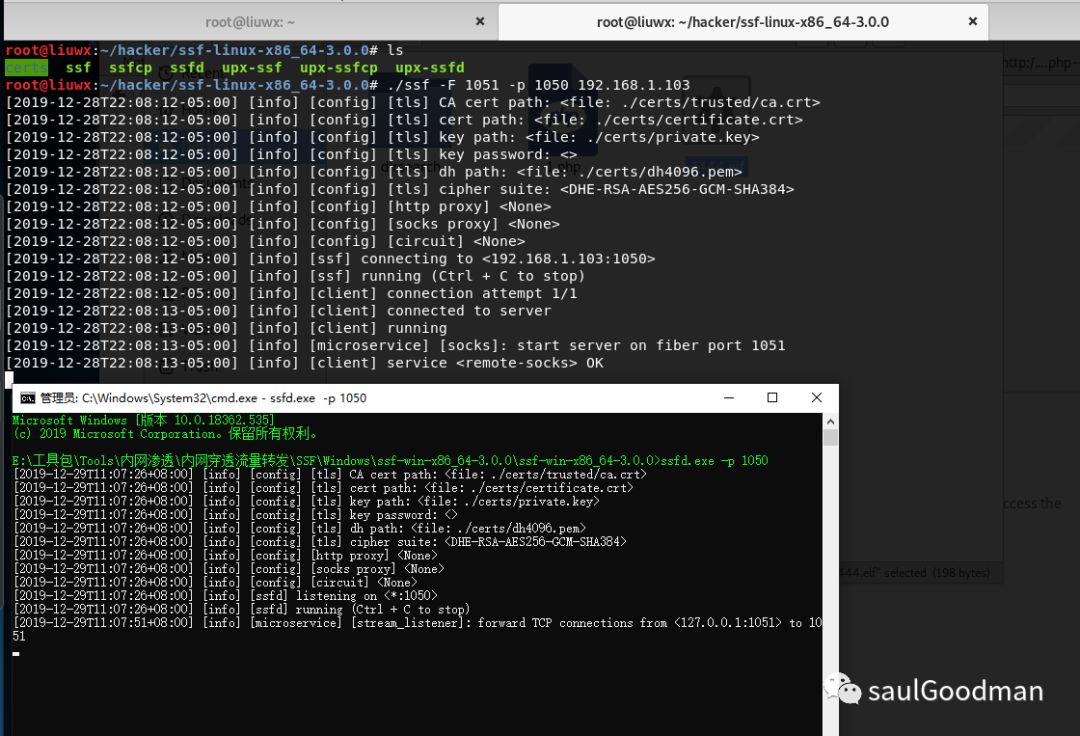 root@liuwx: ~
root@liuwx: ~/hacker/ssf-linux-x86_64-3.0.0
root@liuwx:~/hacker/ssf-linux-x86_64-3.0.0# ls
certs ssf ssfcp ssfd upx-ssf upx-ssfcp upx-ssfd
root@liuwx:~/hacker/ssf-linux-x86_64-3.0.0# ./ssf -F 1051 -p 1050 192.168.1.103
[2019-12-28T22:08:12-05:00] [info] [config] [tls] CA cert path: <file: ./certs/trusted/ca.crt>
[2019-12-28T22:08:12-05:00] [info] [config] [tls] cert path: <file: ./certs/certificate.crt>
[2019-12-28T22:08:12-05:00] [info] [config] [tls] key path: <file: ./certs/private.key>
[2019-12-28T22:08:12-05:00] [info] [config] [tls] key password: <>
[2019-12-28T22:08:12-05:00] [info] [config] [tls] dh path: <file: ./certs/dh4096.pem>
[2019-12-28T22:08:12-05:00] [info] [config] [tls] cipher suite: <DHE-RSA-AES256-GCM-SHA384>
[2019-12-28T22:08:12-05:00] [info] [config] [http proxy] <None>
[2019-12-28T22:08:12-05:00] [info] [config] [socks proxy] <None>
[2019-12-28T22:08:12-05:00] [info] [config] [circuit] <None>
[2019-12-28T22:08:12-05:00] [info] [ssf] connecting to <192.168.1.103:1050>
[2019-12-28T22:08:12-05:00] [info] [ssf] running (Ctrl + C to stop)
[2019-12-28T22:08:12-05:00] [info] [client] connection attempt 1/1
[2019-12-28T22:08:13-05:00] [info] [client] connected to server
[2019-12-28T22:08:13-05:00] [info] [client] running
[2019-12-28T22:08:13-05:00] [info] [microservice] [socks]: start server on fiber port 1051
[2019-12-28T22:08:13-05:00] [info] [client] service <remote-socks> OK
管理员: C:\Windows\System32\cmd.exe - ssfd.exe -p 1050
Microsoft Windows [版本 10.0.18362.535]
(c) 2019 Microsoft Corporation。保留所有权利。
E:\工具包\Tools\内网渗透\内网穿透流量转发\SSF\Windows\ssf-win-x86_64-3.0.0\ssf-win-x86_64-3.0.0>ssfd.exe -p 1050
[2019-12-29T11:07:26+08:00] [info] [config] [tls] CA cert path: <file: ./certs/trusted/ca.crt>
[2019-12-29T11:07:26+08:00] [info] [config] [tls] cert path: <file: ./certs/certificate.crt>
[2019-12-29T11:07:26+08:00] [info] [config] [tls] key path: <file: ./certs/private.key>
[2019-12-29T11:07:26+08:00] [info] [config] [tls] key password: <>
[2019-12-29T11:07:26+08:00] [info] [config] [tls] dh path: <file: ./certs/dh4096.pem>
[2019-12-29T11:07:26+08:00] [info] [config] [tls] cipher suite: <DHE-RSA-AES256-GCM-SHA384>
[2019-12-29T11:07:26+08:00] [info] [config] [http proxy] <None>
[2019-12-29T11:07:26+08:00] [info] [config] [socks proxy] <None>
[2019-12-29T11:07:26+08:00] [info] [config] [circuit] <None>
[2019-12-29T11:07:26+08:00] [info] [ssfd] listening on <*:1050>
[2019-12-29T11:07:26+08:00] [info] [ssfd] running (Ctrl + C to stop)
[2019-12-29T11:07:51+08:00] [info] [microservice] [stream_listener]: forward TCP connections from <127.0.0.1:1051> to 10
51
ccess the
444.elf" selected (198 bytes)
saulGoodman